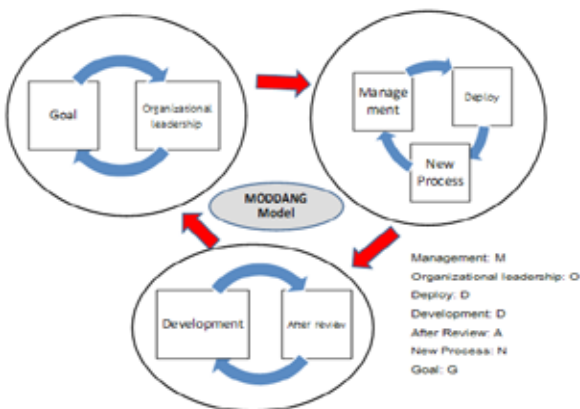 Goal
Organizational
leadership
Manage
ment
Deploy
New
Process
MODDANG
Model
Development
After review
Management: M
Organizational leadership: O
Deploy: D
Development: D
After Review: A
New Process: N
Goal: G